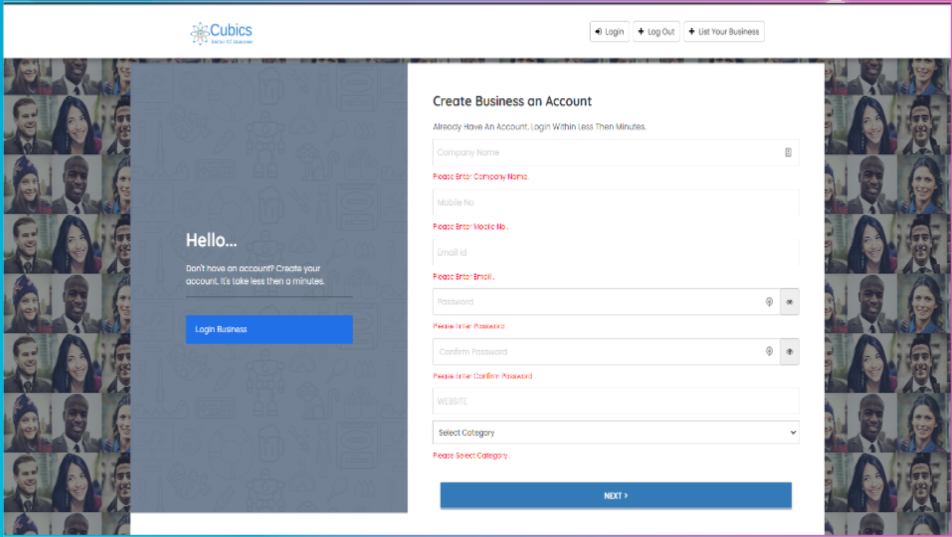 Cubics
Login
Log Out
List Your Business
Create Business an Account
Already Have An Account. Login Within Less Then Minutes.
Company Name
Please Enter Company Name.
Mobile No
Please Enter Mobile No.
Email id
Please Enter Email.
Password
Please Enter Password
Confirm Password
Please Enter Confirm Password
WEBSITE
Select Category
Please Select Category
NEXT >
Hello...
Don't have an account? Create your
account. It's take less then a minutes.
Login Business